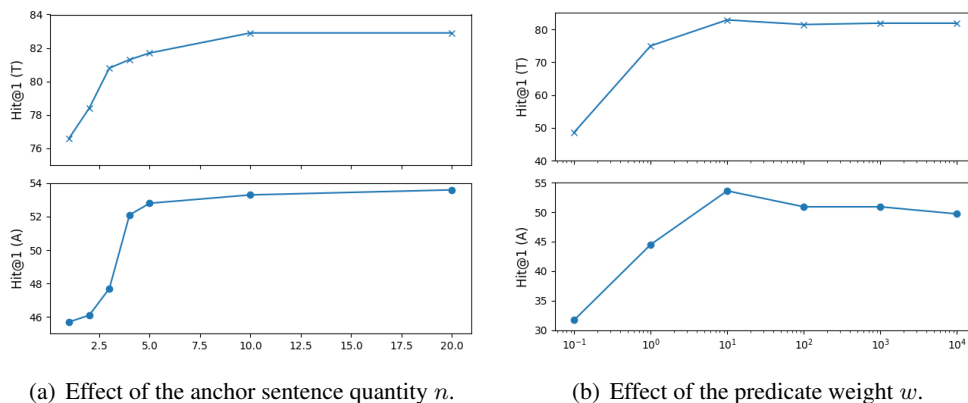 84
82
80
78
76
Hit@1 (T)
54
52
50
48
46
Hit@1 (A)
2.5 5.0 7.5 10.0 12.5 15.0 17.5 20.0
(a) Effect of the anchor sentence quantity n.
80
70
60
50
40
Hit@1 (T)
55
50
45
40
35
30
Hit@1 (A)
10⁻¹ 10⁰ 10¹ 10² 10³ 10⁴
(b) Effect of the predicate weight w.